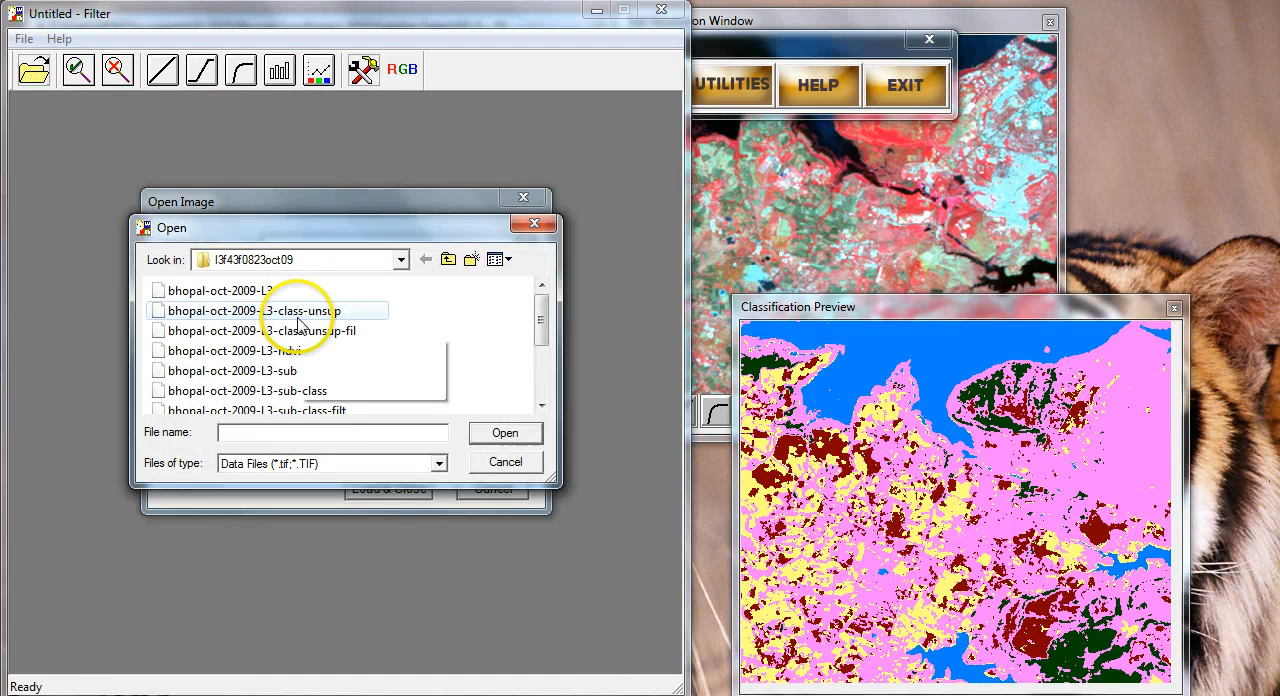 Untitled - Filter
File Help
RGB
on Window
UTILITIES HELP EXIT
Open Image
Open
Look in: l3f43f0823oct09
bhopal-oct-2009-L3
bhopal-oct-2009-L3-class-unsup
bhopal-oct-2009-L3-class-unsup-fil
bhopal-oct-2009-L3-ndvi
bhopal-oct-2009-L3-sub
bhopal-oct-2009-L3-sub-class
bhopal-oct-2009-L3-sub-class-filt
File name: Open
Files of type: Data Files (*.tif;*.TIF) Cancel
Load & Close Cancel
Classification Preview
Ready